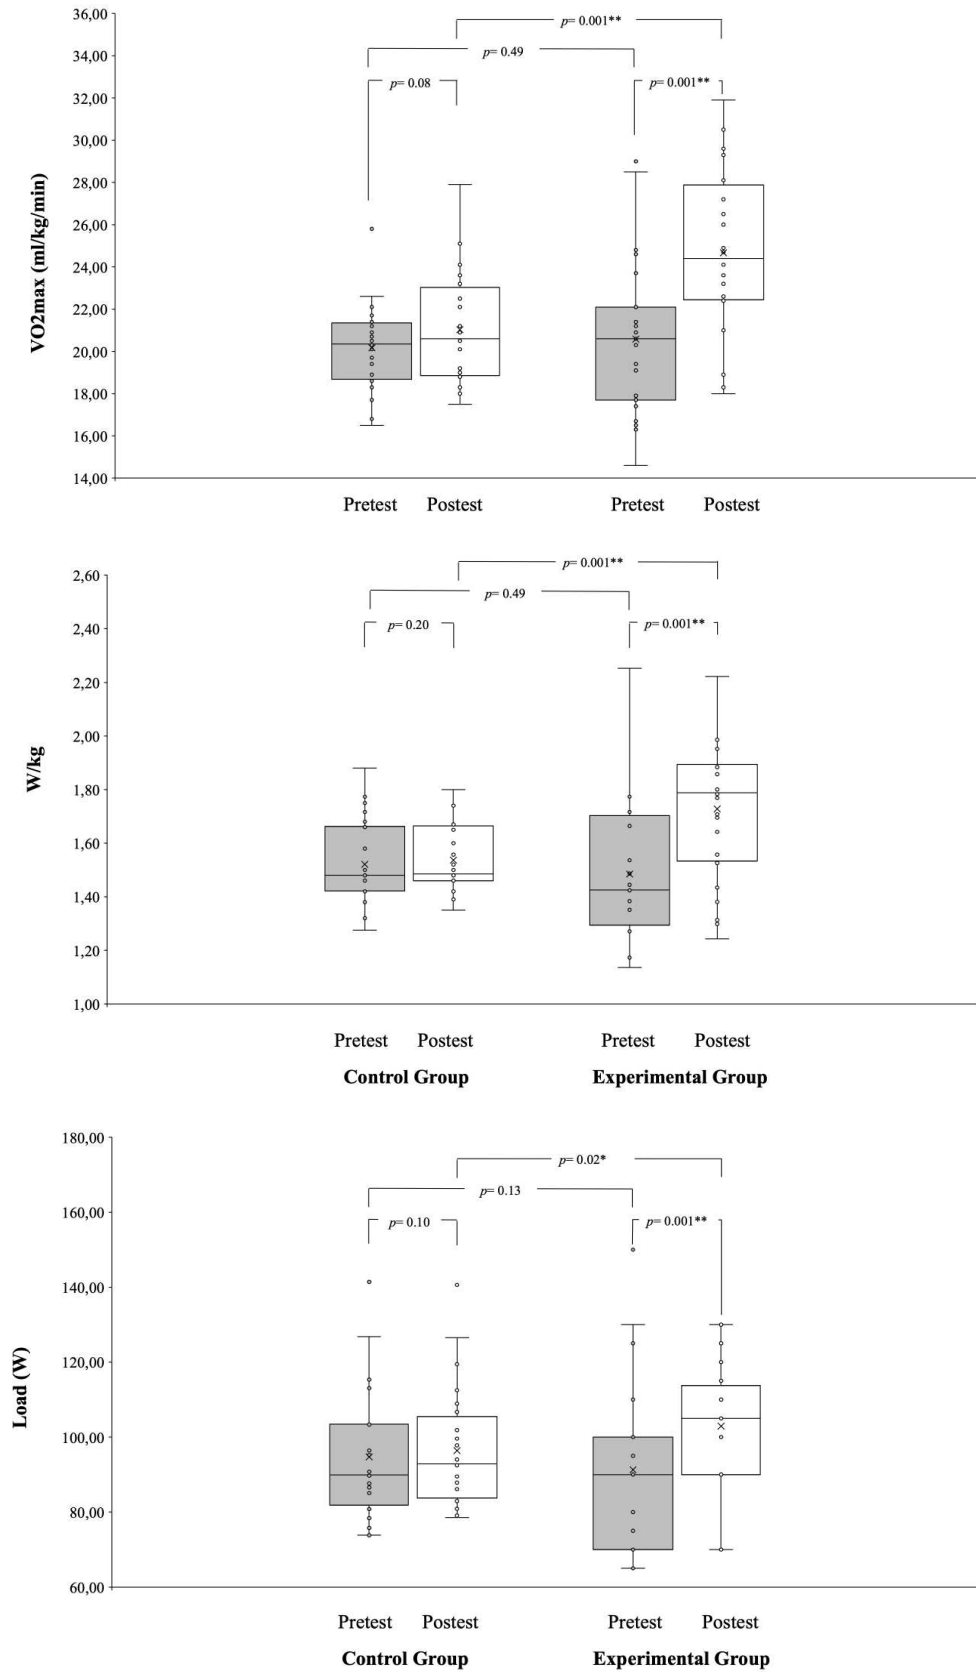 36,00
p= 0.001**
34,00
p= 0.49
32,00
p= 0.08
p= 0.001**
30,00
28,00
26,00
24,00
22,00
20,00
18,00
16,00
14,00
VO2max (ml/kg/min)
Pretest Postest Pretest Postest
p= 0.001**
2,60
p= 0.49
2,40
p= 0.20
p= 0.001**
2,20
2,00
1,80
1,60
1,40
1,20
1,00
W/kg
Pretest Postest Pretest Postest
Control Group Experimental Group
180,00
p= 0.02*
p= 0.13
160,00
p= 0.10
p= 0.001**
140,00
120,00
100,00
80,00
60,00
Load (W)
Pretest Postest Pretest Postest
Control Group Experimental Group